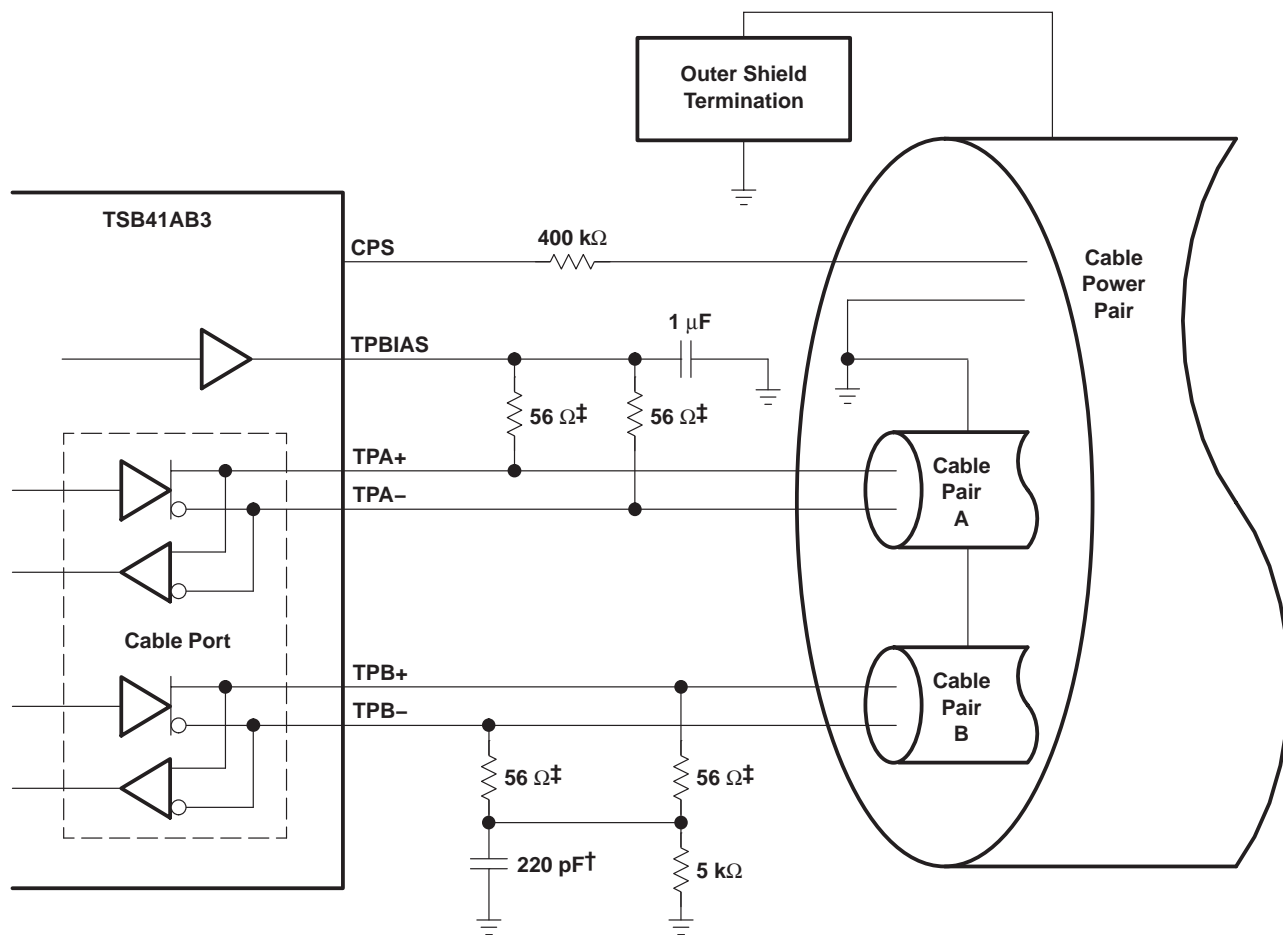 Outer Shield
Termination
TSB41AB3
CPS
400 kΩ
Cable
Power
Pair
1 μF
TPBIAS
56 Ω‡
56 Ω‡
TPA+
TPA−
Cable
Pair
A
Cable Port
TPB+
TPB−
Cable
Pair
B
56 Ω‡
56 Ω‡
220 pF†
5 kΩ